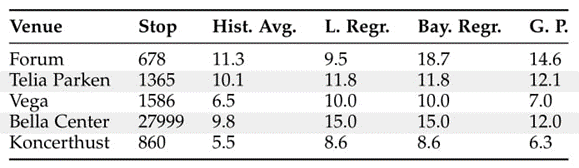 Venue Stop Hist. Avg. L. Regr. Bay. Regr. G. P.
Forum 678 11.3 9.5 18.7 14.6
Telia Parken 1365 10.1 11.8 11.8 12.1
Vega 1586 6.5 10.0 10.0 7.0
Bella Center 27999 9.8 15.0 15.0 12.0
Koncerthust 860 5.5 8.6 8.6 6.3